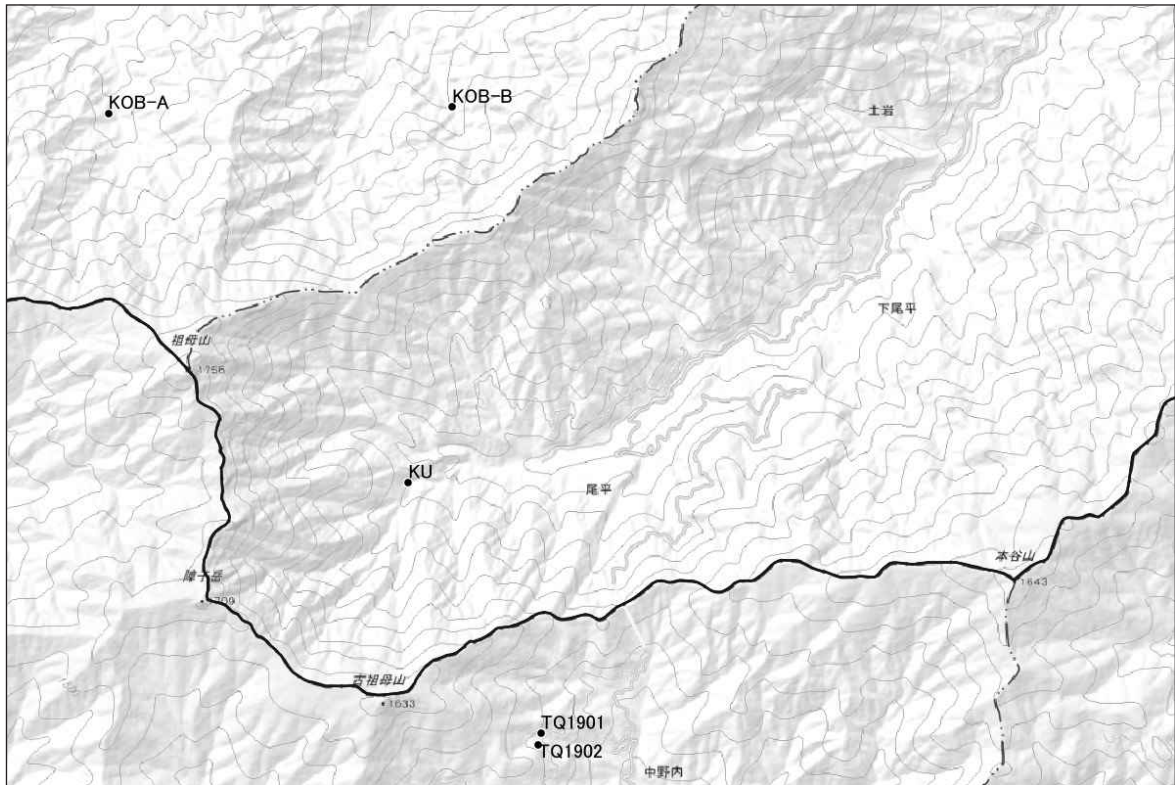 KOB-A
KOB-B
土岩
下尾平
祖母山
1756
KU
尾平
本谷山
1643
障子岳
1709
古祖母山
1633
TQ1901
TQ1902
中野内